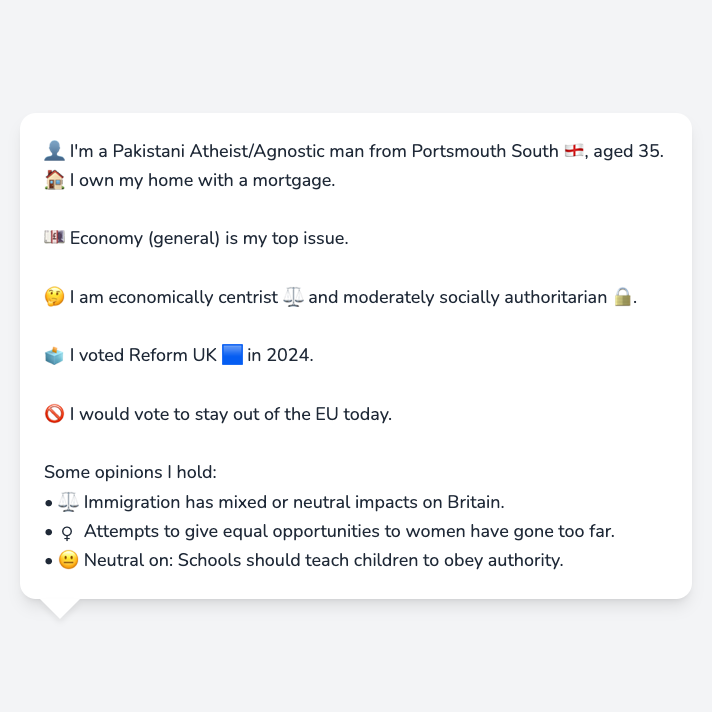 👤 I'm a Pakistani Atheist/Agnostic man from Portsmouth South 🏴󠁧󠁢󠁥󠁮󠁧󠁿, aged 35.
🏠 I own my home with a mortgage.
💷 Economy (general) is my top issue.
🤔 I am economically centrist ⚖️ and moderately socially authoritarian 🔒.
🗳️ I voted Reform UK 🟦 in 2024.
🚫 I would vote to stay out of the EU today.
Some opinions I hold:
• ⚖️ Immigration has mixed or neutral impacts on Britain.
• ♀ Attempts to give equal opportunities to women have gone too far.
• 😐 Neutral on: Schools should teach children to obey authority.